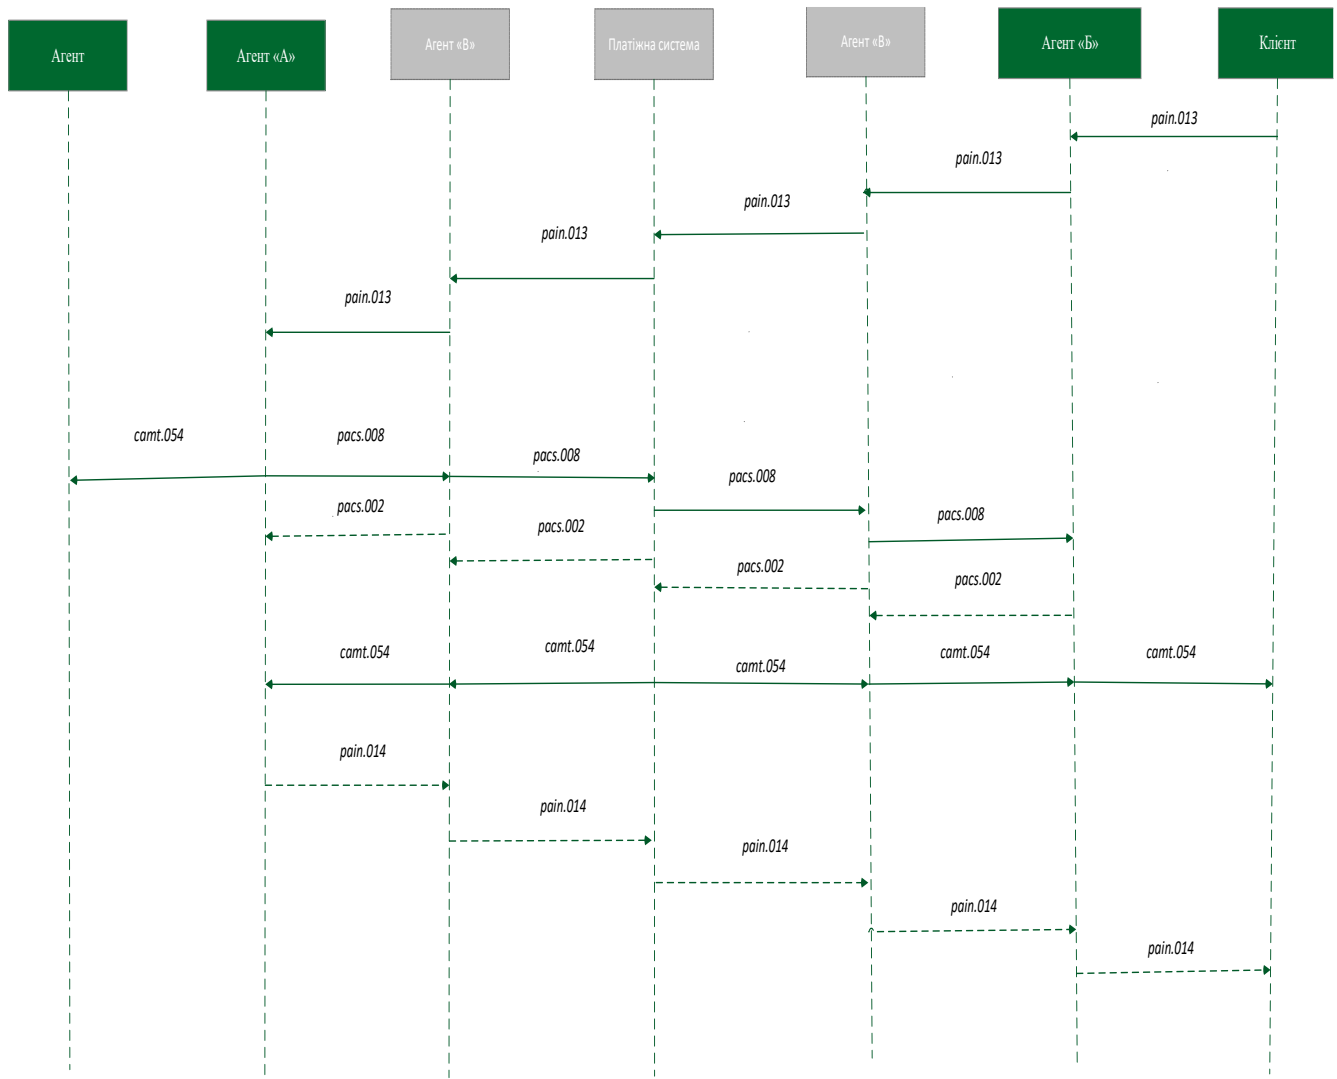 Агент
Агент «А»
Агент «В»
Платіжна система
Агент «В»
Агент «Б»
Клієнт
pain.013
pain.013
pain.013
pain.013
pain.013
camt.054
pacs.008
pacs.008
pacs.008
pacs.008
pacs.002
pacs.002
pacs.002
pacs.002
camt.054
camt.054
camt.054
camt.054
camt.054
pain.014
pain.014
pain.014
pain.014
pain.014